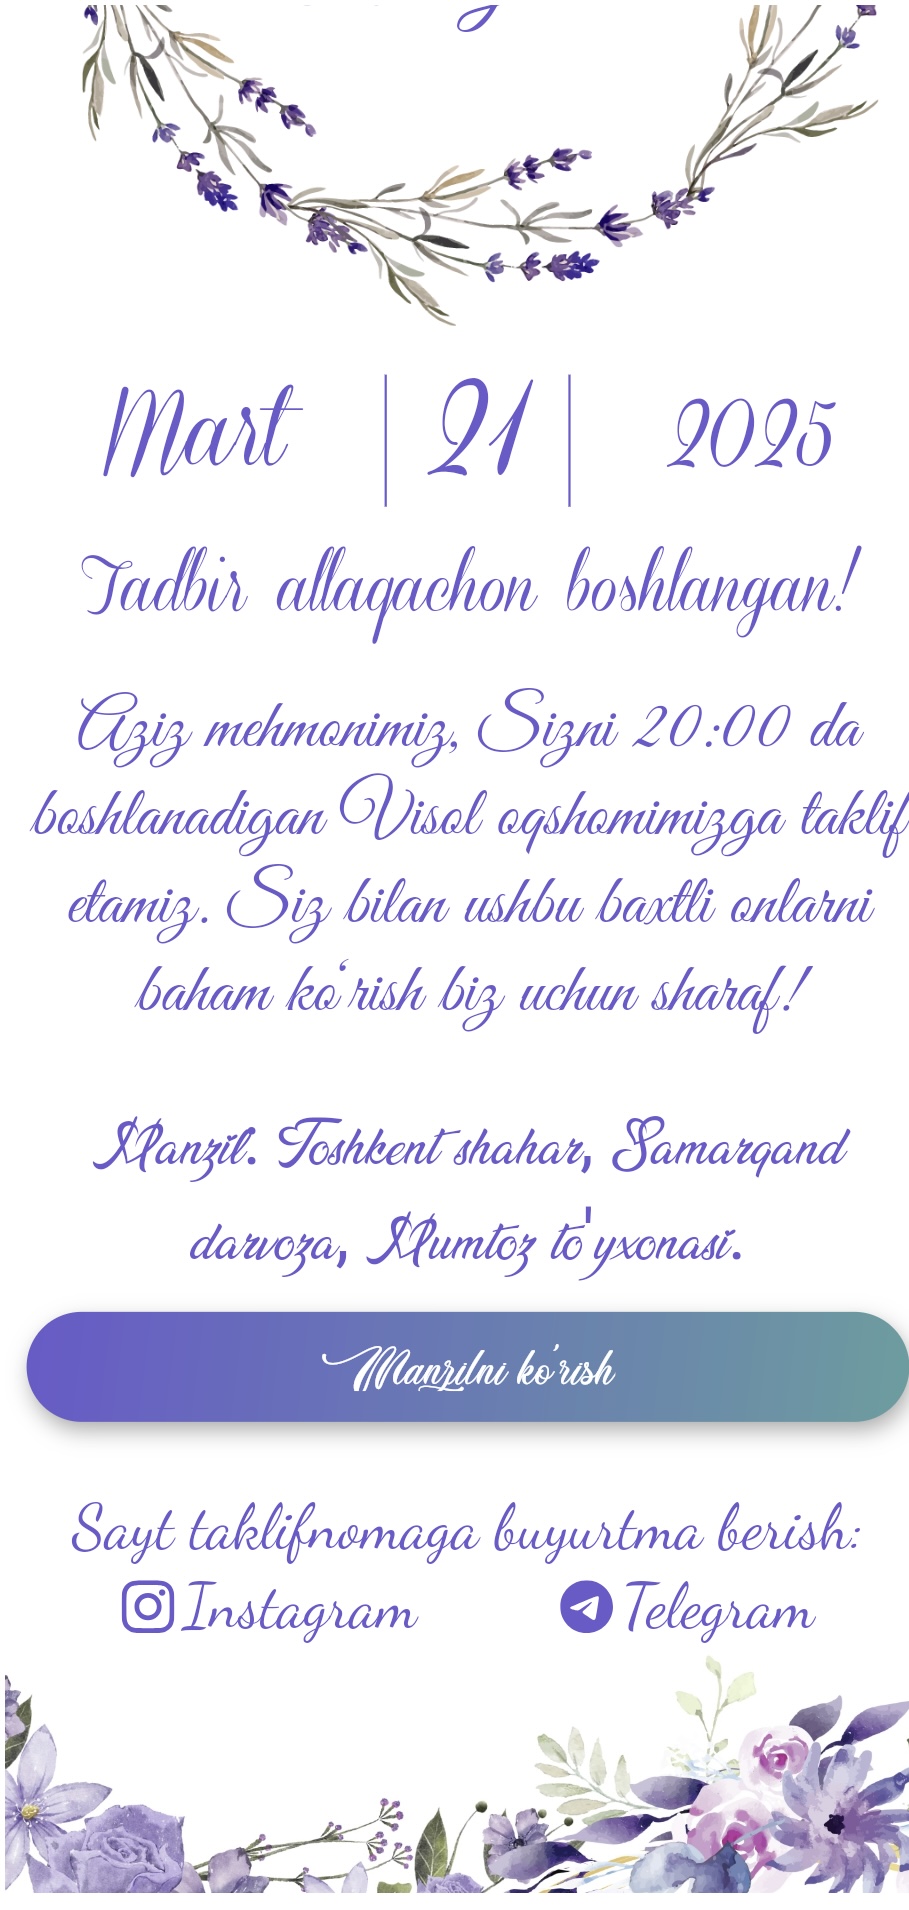 Mart | 21 | 2025
Tadbir allaqachon boshlangan!
Aziz mehmonimiz, Sizni 20:00 da
boshlanadigan Visol oqshomimizga taklif
etamiz. Siz bilan ushbu baxtli onlarni
baham ko‘rish biz uchun sharaf!
Manzil: Toshkent shahar, Samarqand
darvoza, Mumtoz to'yxonasi.
Manzilni ko'rish
Sayt taklifnomaga buyurtma berish:
Instagram Telegram